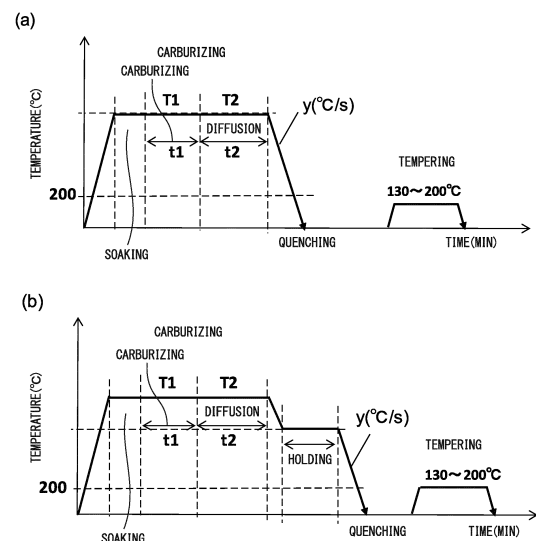 (a)
CARBURIZING
CARBURIZING
T1 T2
y(℃/s)
TEMPERATURE(℃)
DIFFUSION
t1 t2
TEMPERING
200
130～200℃
SOAKING
QUENCHING
TIME(MIN)
(b)
CARBURIZING
CARBURIZING
T1 T2
TEMPERATURE(℃)
DIFFUSION
y(℃/s)
t1 t2
HOLDING
TEMPERING
130～200℃
200
QUENCHING
TIME(MIN)
SOAKING